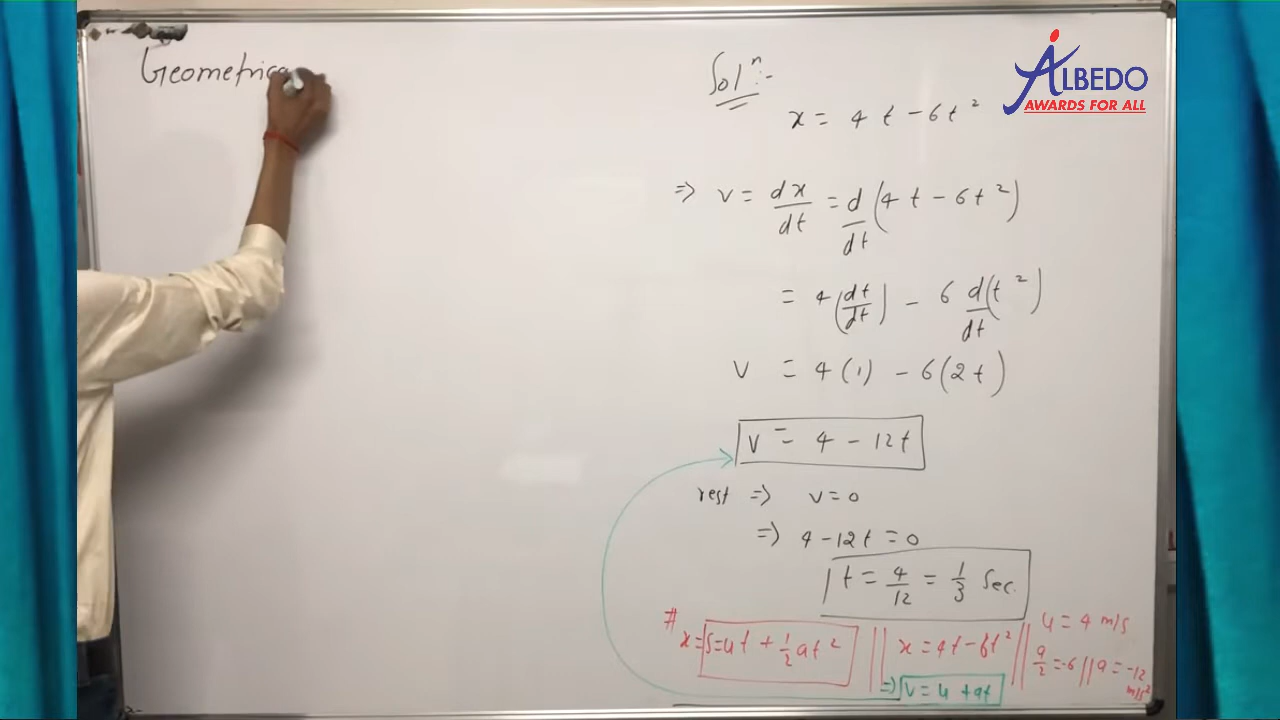 Geometrica
Solⁿ:-
x = 4t - 6t²
=> v = dx/dt = d/dt (4t - 6t²)
= 4(dt/dt) - 6 d/dt(t²)
v = 4(1) - 6(2t)
v = 4 - 12t
rest => v = 0
=> 4 - 12t = 0
t = 4/12 = 1/3 Sec.
# x = S = ut + 1/2 at² || x = 4t - 6t² || u = 4 m/s
a/2 = -6 || a = -12 m/s²
=> v = u + at
ALBEDO
AWARDS FOR ALL